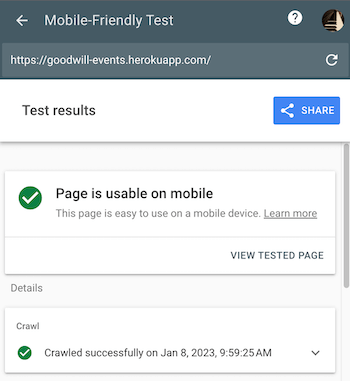 Mobile-Friendly Test
https://goodwill-events.herokuapp.com/
Test results
SHARE
Page is usable on mobile
This page is easy to use on a mobile device. Learn more
VIEW TESTED PAGE
Details
Crawl
Crawled successfully on Jan 8, 2023, 9:59:25 AM